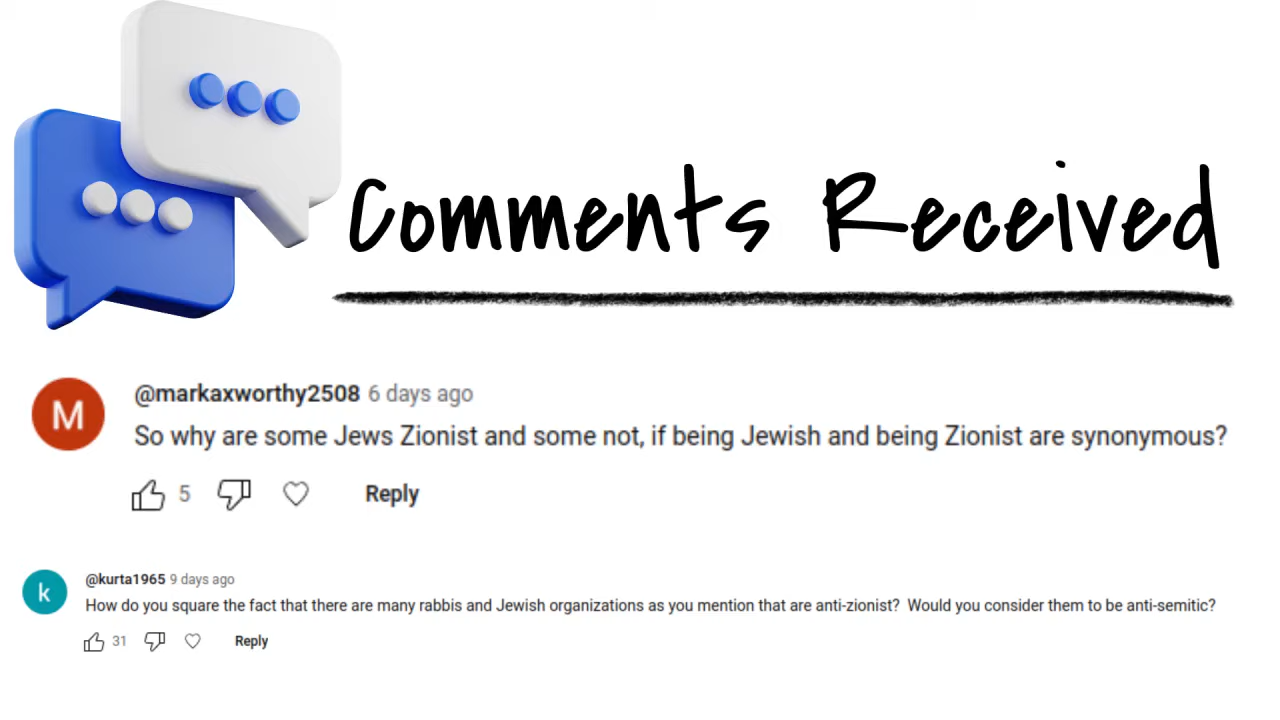 Comments Received
M
@markaxworthy2508 6 days ago
So why are some Jews Zionist and some not, if being Jewish and being Zionist are synonymous?
5 Reply
k
@kurta1965 9 days ago
How do you square the fact that there are many rabbis and Jewish organizations as you mention that are anti-zionist?  Would you consider them to be anti-semitic?
31 Reply